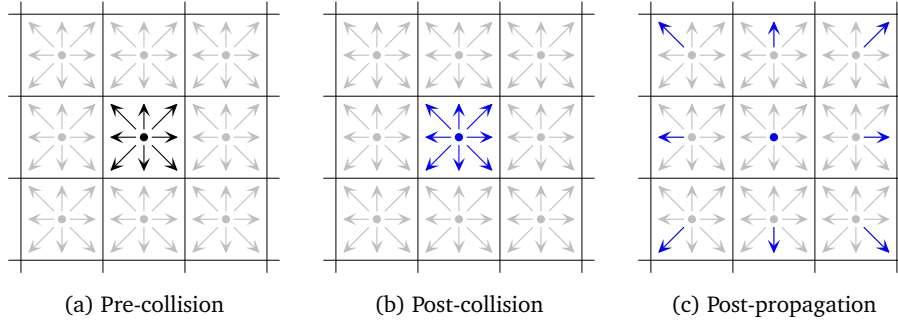 (a) Pre-collision
(b) Post-collision
(c) Post-propagation